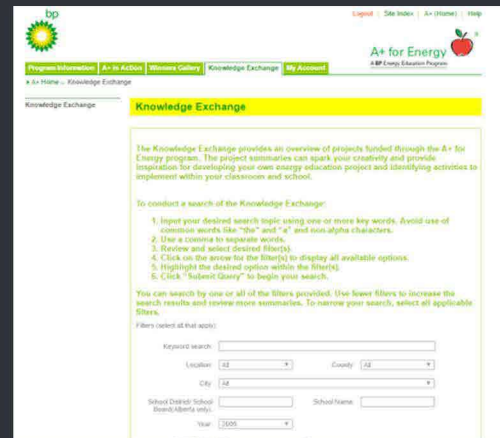 bp
Logout | Site Index | A+ (Home) | Help
A+ for Energy
A BP Energy Education Program
Program Information | A+ In Action | Winners Gallery | Knowledge Exchange | My Account
A+ Home » Knowledge Exchange
Knowledge Exchange
Knowledge Exchange
The Knowledge Exchange provides an overview of projects funded through the A+ for
Energy program. The project summaries can spark your creativity and provide
inspiration for developing your own energy education project and identifying activities to
implement within your classroom and school.
To conduct a search of the Knowledge Exchange:
1. Input your desired search topic using one or more key words. Avoid use of
common words like "the" and "a" and non-alpha characters.
2. Use a comma to separate words.
3. Review and select desired filter(s).
4. Click on the arrow for the filter(s) to display all available options.
5. Highlight the desired option within the filter(s).
6. Click "Submit Query" to begin your search.
You can search by one or all of the filters provided. Use fewer filters to increase the
search results and review more summaries. To narrow your search, select all applicable
filters.
Filters (select all that apply):
Keyword search:
Location: All County: All
City: All
School District/ School
Board(Alberta only): School Name:
Year: 2005